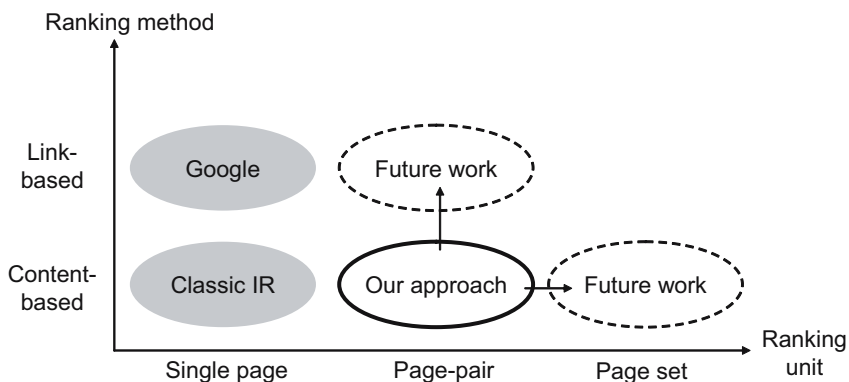 Ranking method
Link-
based
Google
Future work
Content-
based
Classic IR
Our approach
Future work
Single page
Page-pair
Page set
Ranking
unit